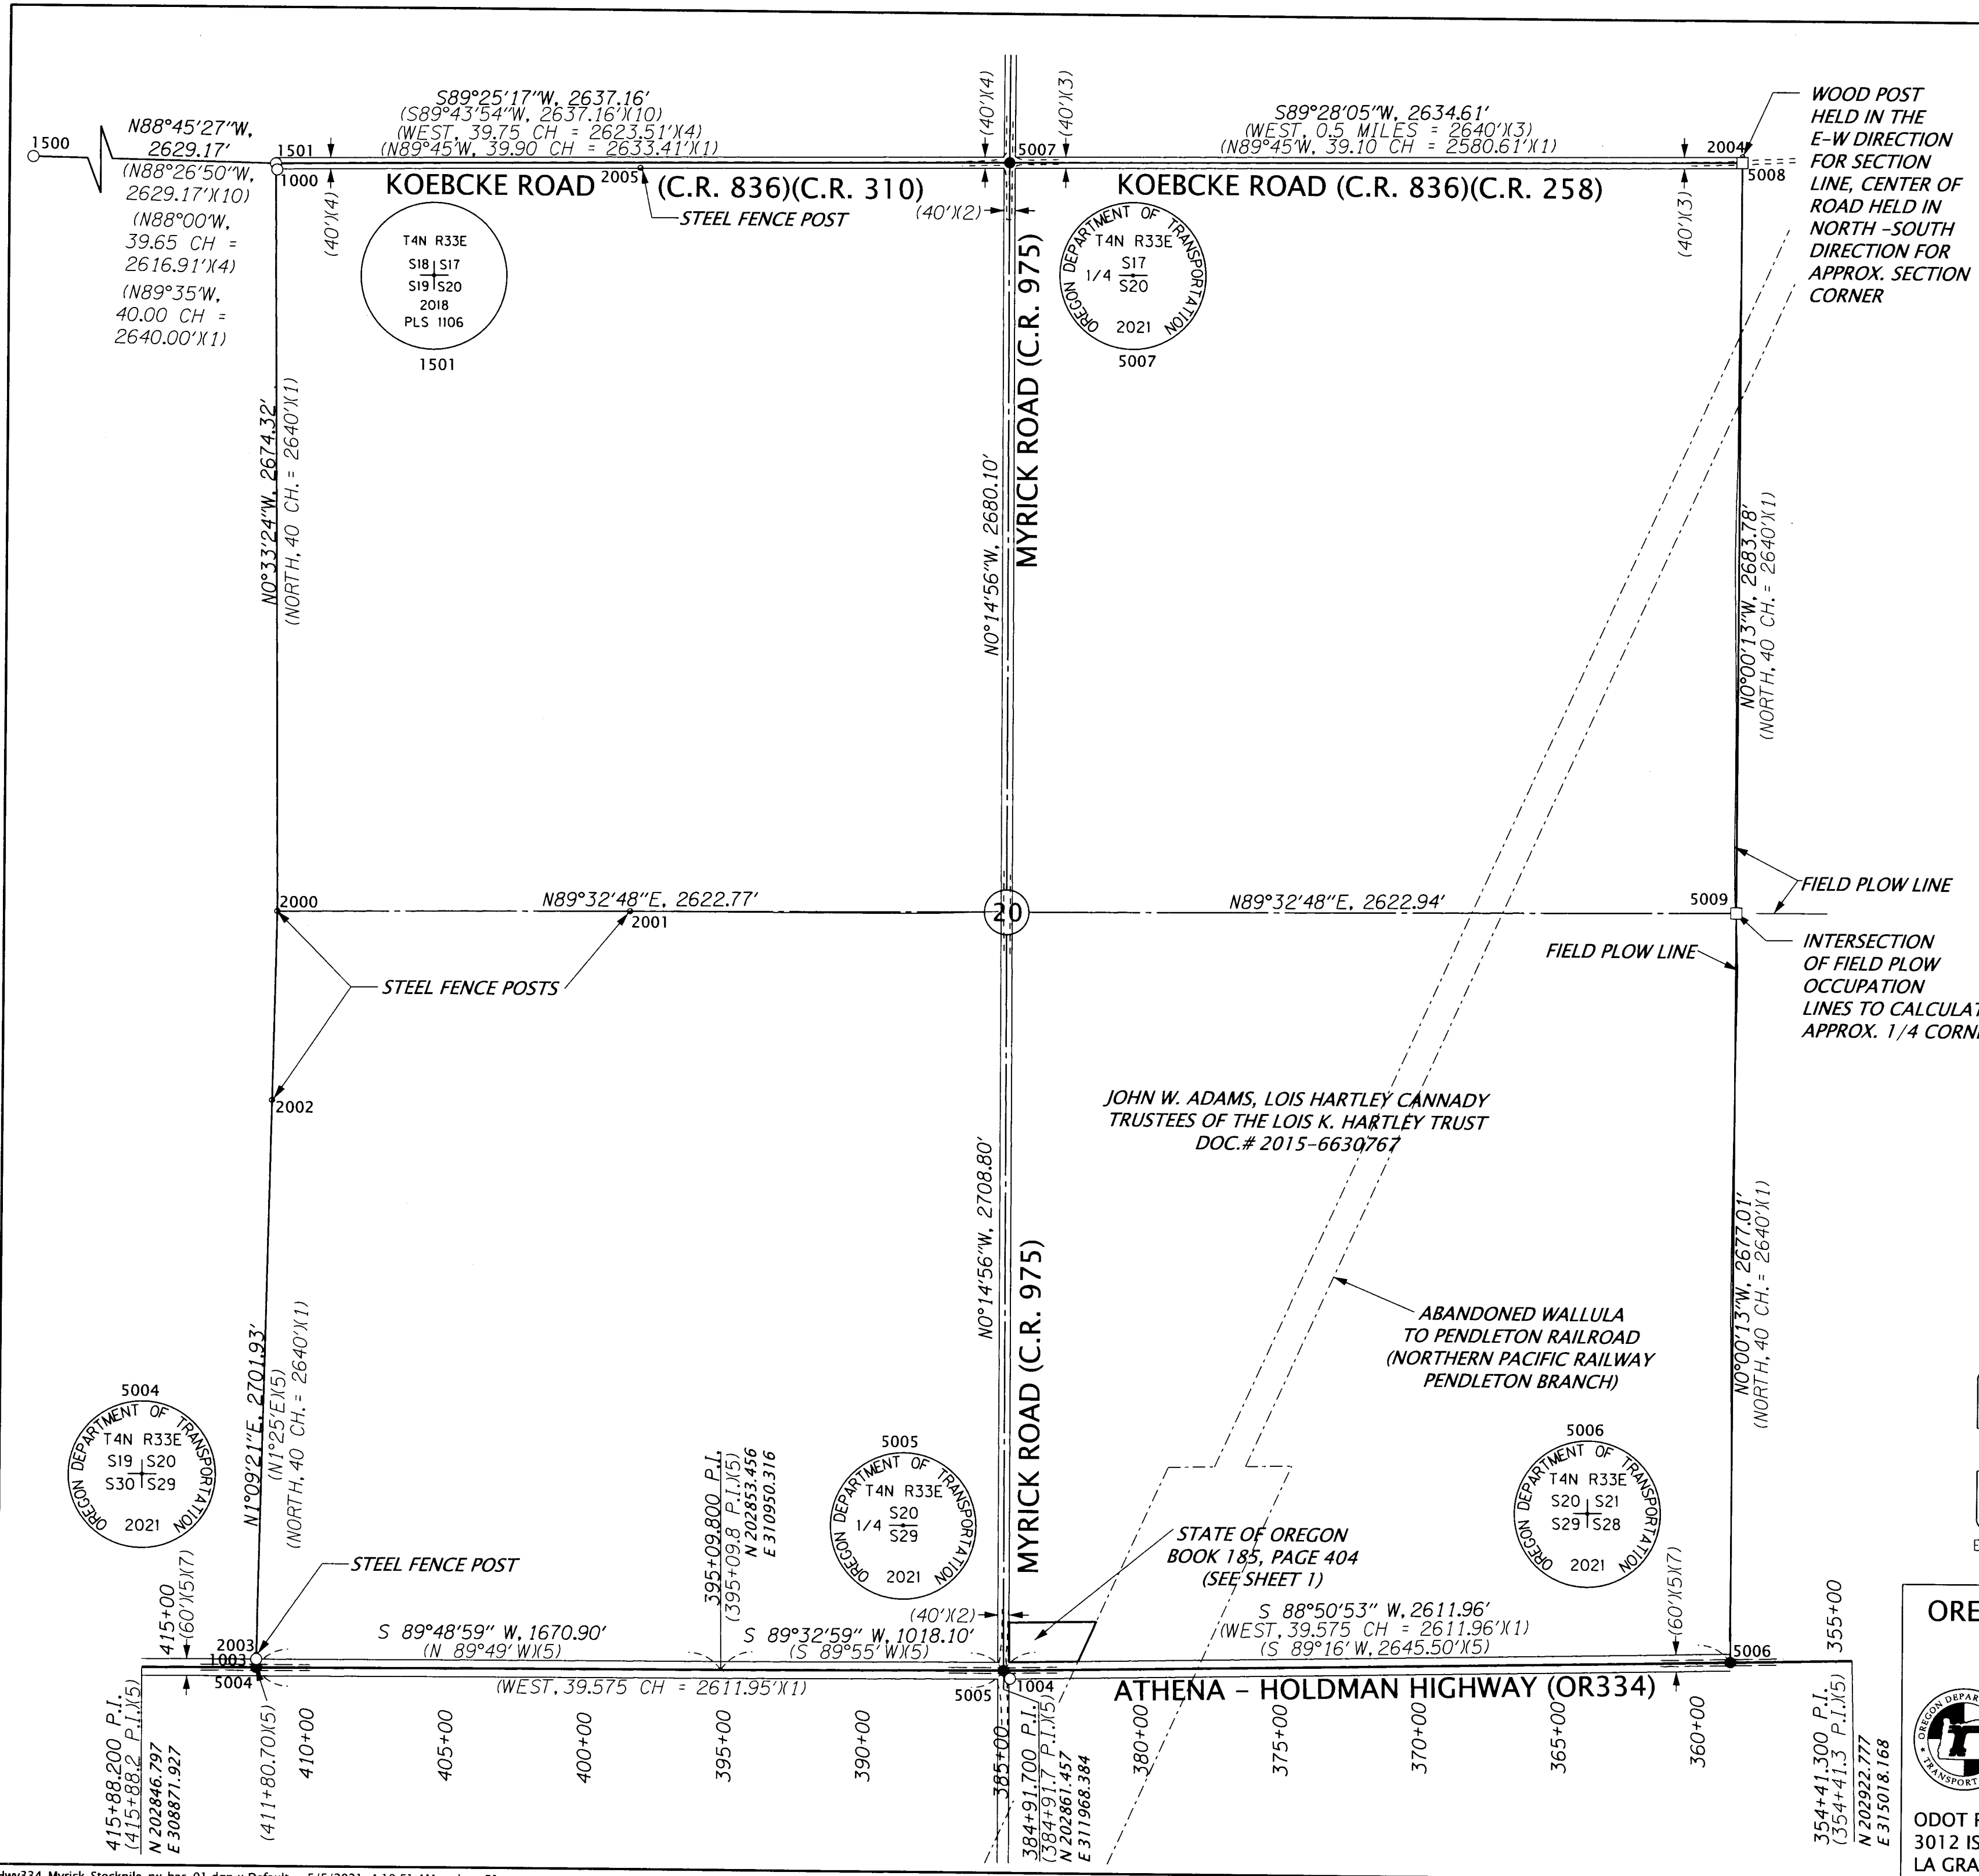 1500
N88°45'27"W,
2629.17'
(N88°26'50"W,
2629.17')(10)
(N88°00'W,
39.65 CH =
2616.91')(4)
(N89°35'W,
40.00 CH =
2640.00')(1)
1501
1000
S89°25'17"W, 2637.16'
(S89°43'54"W, 2637.16')(10)
(WEST, 39.75 CH = 2623.51')(4)
(N89°45'W, 39.90 CH = 2633.41')(1)
(40')(4)
(40')(3)
5007
S89°28'05"W, 2634.61'
(WEST, 0.5 MILES = 2640')(3)
(N89°45'W, 39.10 CH = 2580.61')(1)
2004
5008
WOOD POST
HELD IN THE
E-W DIRECTION
FOR SECTION
LINE, CENTER OF
ROAD HELD IN
NORTH -SOUTH
DIRECTION FOR
APPROX. SECTION
CORNER
KOEBCKE ROAD
2005
(C.R. 836)(C.R. 310)
STEEL FENCE POST
KOEBCKE ROAD (C.R. 836)(C.R. 258)
(40')(4)
(40')(2)
(40')(3)
T4N R33E
S18 S17
S19 S20
2018
PLS 1106
1501
OREGON DEPARTMENT OF TRANSPORTATION
T4N R33E
1/4 S17
S20
2021
5007
MYRICK ROAD (C.R. 975)
N0°33'24"W, 2674.32'
(NORTH, 40 CH. = 2640')(1)
N0°14'56"W, 2680.10'
N0°00'13"W, 2683.78'
(NORTH, 40 CH. = 2640')(1)
2000
N89°32'48"E, 2622.77'
2001
20
N89°32'48"E, 2622.94'
5009
FIELD PLOW LINE
FIELD PLOW LINE
INTERSECTION
OF FIELD PLOW
OCCUPATION
LINES TO CALCULAT
APPROX. 1/4 CORN
STEEL FENCE POSTS
2002
JOHN W. ADAMS, LOIS HARTLEY CANNADY
TRUSTEES OF THE LOIS K. HARTLEY TRUST
DOC.# 2015-6630767
N0°14'56"W, 2708.80'
MYRICK ROAD (C.R. 975)
N1°09'21"E, 2701.93'
(N1°25'E)(5)
(NORTH, 40 CH. = 2640')(1)
N0°00'13"W, 2677.01'
(NORTH, 40 CH. = 2640')(1)
ABANDONED WALLULA
TO PENDLETON RAILROAD
(NORTHERN PACIFIC RAILWAY
PENDLETON BRANCH)
5004
OREGON DEPARTMENT OF TRANSPORTATION
T4N R33E
S19 S20
S30 S29
2021
5005
OREGON DEPARTMENT OF TRANSPORTATION
T4N R33E
1/4 S20
S29
2021
5006
OREGON DEPARTMENT OF TRANSPORTATION
T4N R33E
S20 S21
S29 S28
2021
STEEL FENCE POST
395+09.800 P.I.
(395+09.8 P.I.)(5)
N 202853.456
E 310950.316
STATE OF OREGON
BOOK 185, PAGE 404
(SEE SHEET 1)
415+00
(60')(5)(7)
2003
1003
5004
S 89°48'59" W, 1670.90'
(N 89°49' W)(5)
(40')(2)
S 89°32'59" W, 1018.10'
(S 89°55' W)(5)
(WEST, 39.575 CH = 2611.95')(1)
5005
1004
S 88°50'53" W, 2611.96'
(WEST, 39.575 CH = 2611.96')(1)
(S 89°16' W, 2645.50')(5)
(60')(5)(7)
5006
355+00
ATHENA - HOLDMAN HIGHWAY (OR334)
415+88.200 P.I.
(415+88.2 P.I.)(5)
N 202846.797
E 308871.927
(411+80.70)(5)
410+00
405+00
400+00
395+00
390+00
385+00
384+91.700 P.I.
(384+91.7 P.I.)(5)
N 202861.457
E 311968.384
380+00
375+00
370+00
365+00
360+00
354+41.300 P.I.
(354+41.3 P.I.)(5)
N 202922.777
E 315018.168
ORE
ODOT
3012 IS
LA GRA